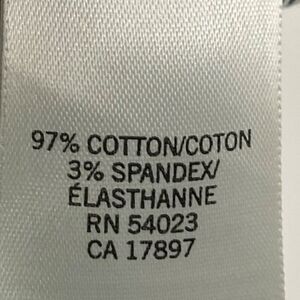 97% COTTON/COTON
3% SPANDEX/
ÉLASTHANNE
RN 54023
CA 17897